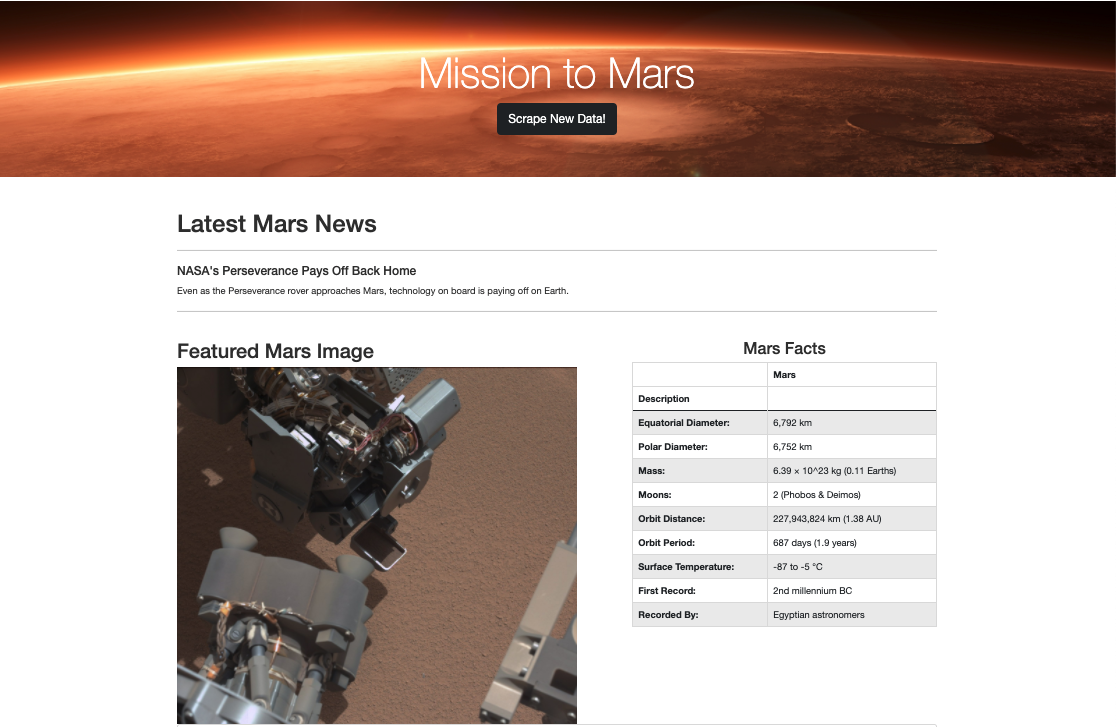 Mission to Mars
Scrape New Data!
Latest Mars News
NASA's Perseverance Pays Off Back Home
Even as the Perseverance rover approaches Mars, technology on board is paying off on Earth.
Featured Mars Image
Mars Facts
Mars
Description
Equatorial Diameter: 6,792 km
Polar Diameter: 6,752 km
Mass: 6.39 × 10^23 kg (0.11 Earths)
Moons: 2 (Phobos & Deimos)
Orbit Distance: 227,943,824 km (1.38 AU)
Orbit Period: 687 days (1.9 years)
Surface Temperature: -87 to -5 °C
First Record: 2nd millennium BC
Recorded By: Egyptian astronomers